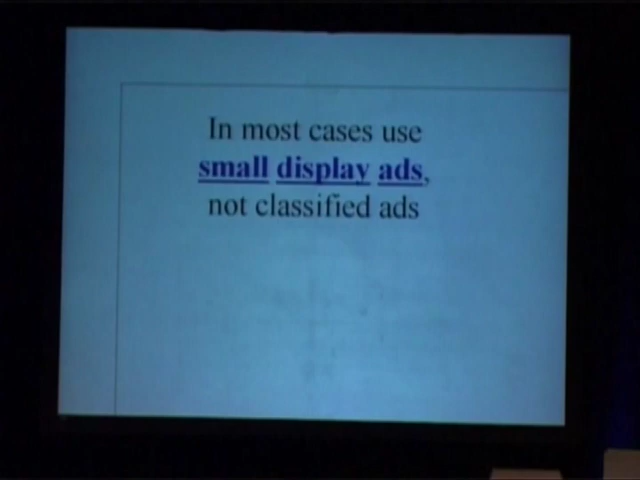 In most cases use
small display ads,
not classified ads